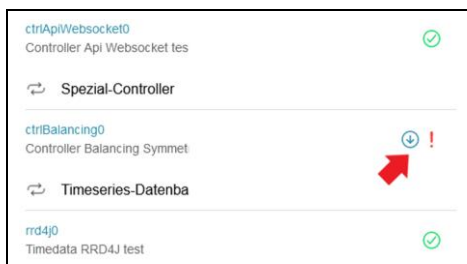 ctrlApiWebsocket0
Controller Api Websocket tes
Spezial-Controller
ctrlBalancing0
Controller Balancing Symmet
Timeseries-Datenba
rrd4j0
Timedata RRD4J test